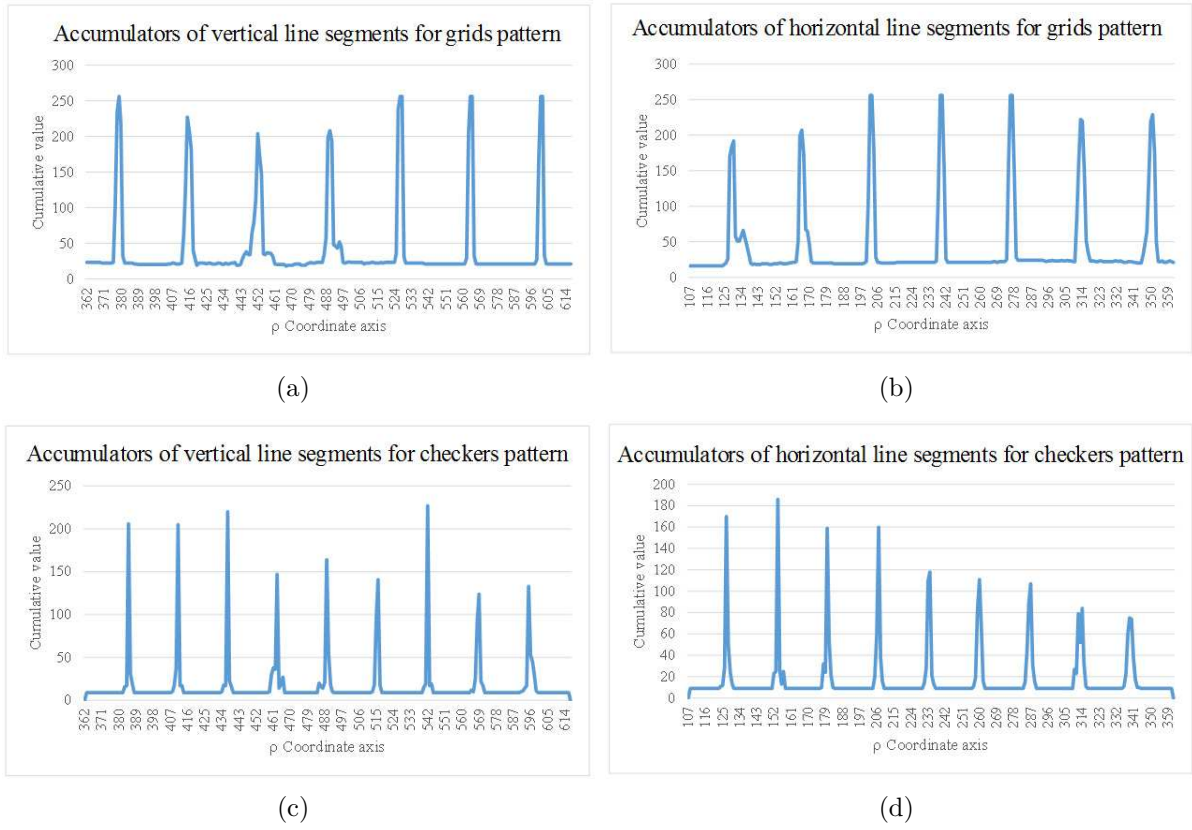 Accumulators of vertical line segments for grids pattern
Cumulative value
300
250
200
150
100
50
0
362 371 380 389 398 407 416 425 434 443 452 461 470 479 488 497 506 515 524 533 542 551 560 569 578 587 596 605 614
ρ Coordinate axis
(a)
Accumulators of horizontal line segments for grids pattern
Cumulative value
300
250
200
150
100
50
0
107 116 125 134 143 152 161 170 179 188 197 206 215 224 233 242 251 260 269 278 287 296 305 314 323 332 341 350 359
ρ Coordinate axis
(b)
Accumulators of vertical line segments for checkers pattern
Cumulative value
250
200
150
100
50
0
362 371 380 389 398 407 416 425 434 443 452 461 470 479 488 497 506 515 524 533 542 551 560 569 578 587 596 605 614
ρ Coordinate axis
(c)
Accumulators of horizontal line segments for checkers pattern
Cumulative value
200
180
160
140
120
100
80
60
40
20
0
107 116 125 134 143 152 161 170 179 188 197 206 215 224 233 242 251 260 269 278 287 296 305 314 323 332 341 350 359
ρ Coordinate axis
(d)